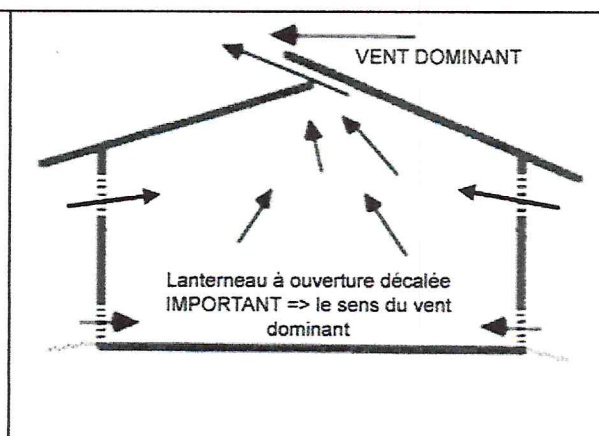 VENT DOMINANT
Lanterneau à ouverture décalée
IMPORTANT => le sens du vent
dominant